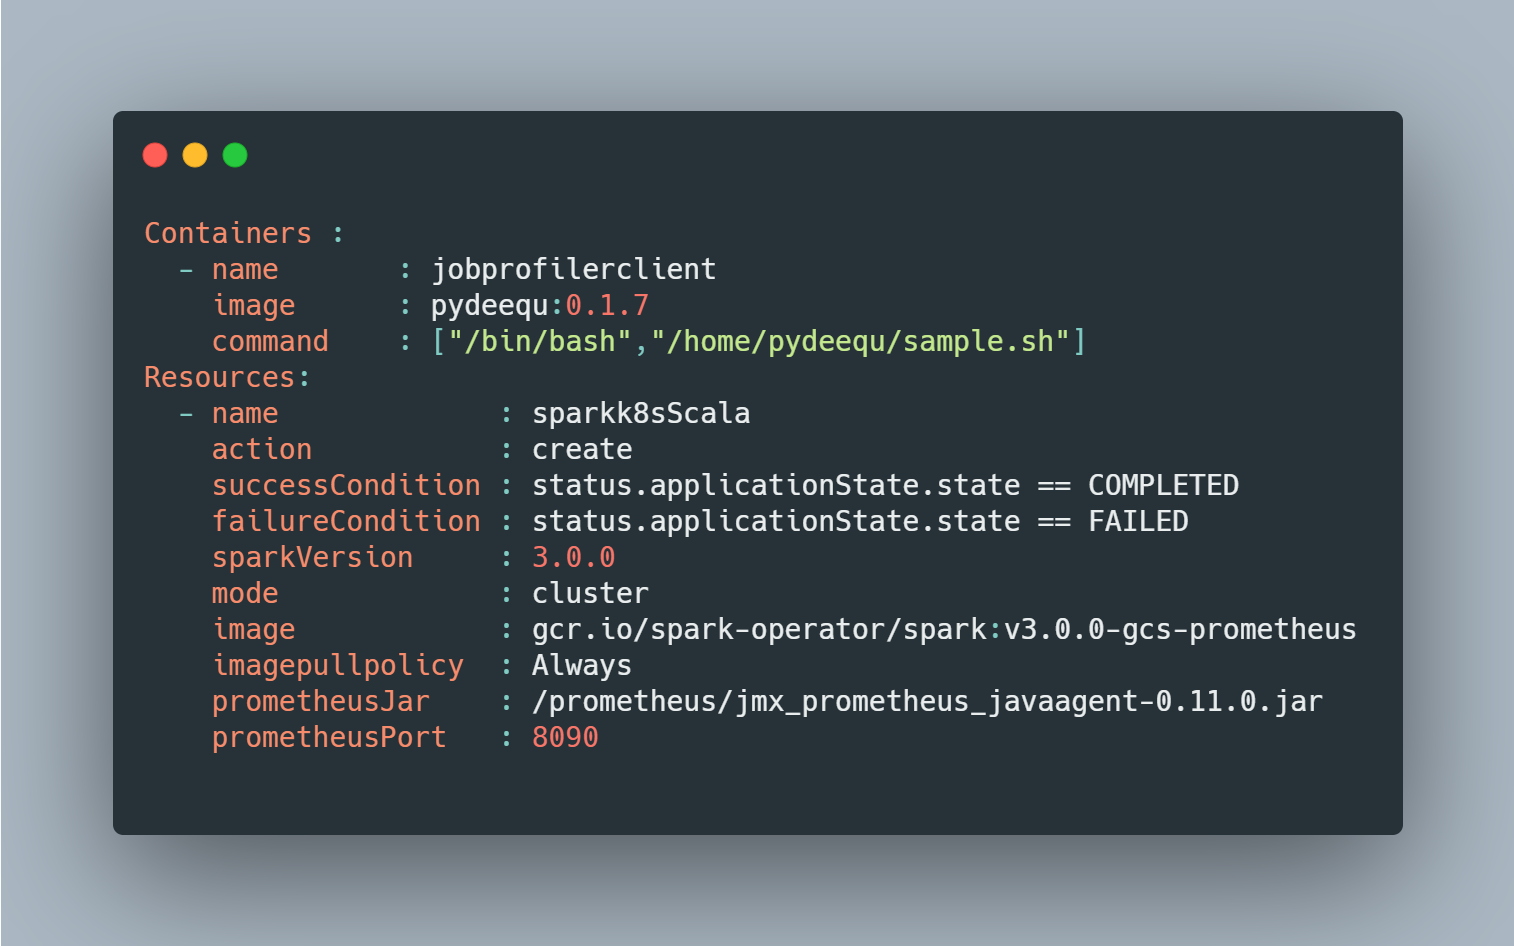 Containers :
  - name       : jobprofilerclient
    image      : pydeequ:0.1.7
    command    : ["/bin/bash","/home/pydeequ/sample.sh"]
Resources:
  - name             : sparkk8sScala
    action           : create
    successCondition : status.applicationState.state == COMPLETED
    failureCondition : status.applicationState.state == FAILED
    sparkVersion     : 3.0.0
    mode             : cluster
    image            : gcr.io/spark-operator/spark:v3.0.0-gcs-prometheus
    imagepullpolicy  : Always
    prometheusJar    : /prometheus/jmx_prometheus_javaagent-0.11.0.jar
    prometheusPort   : 8090